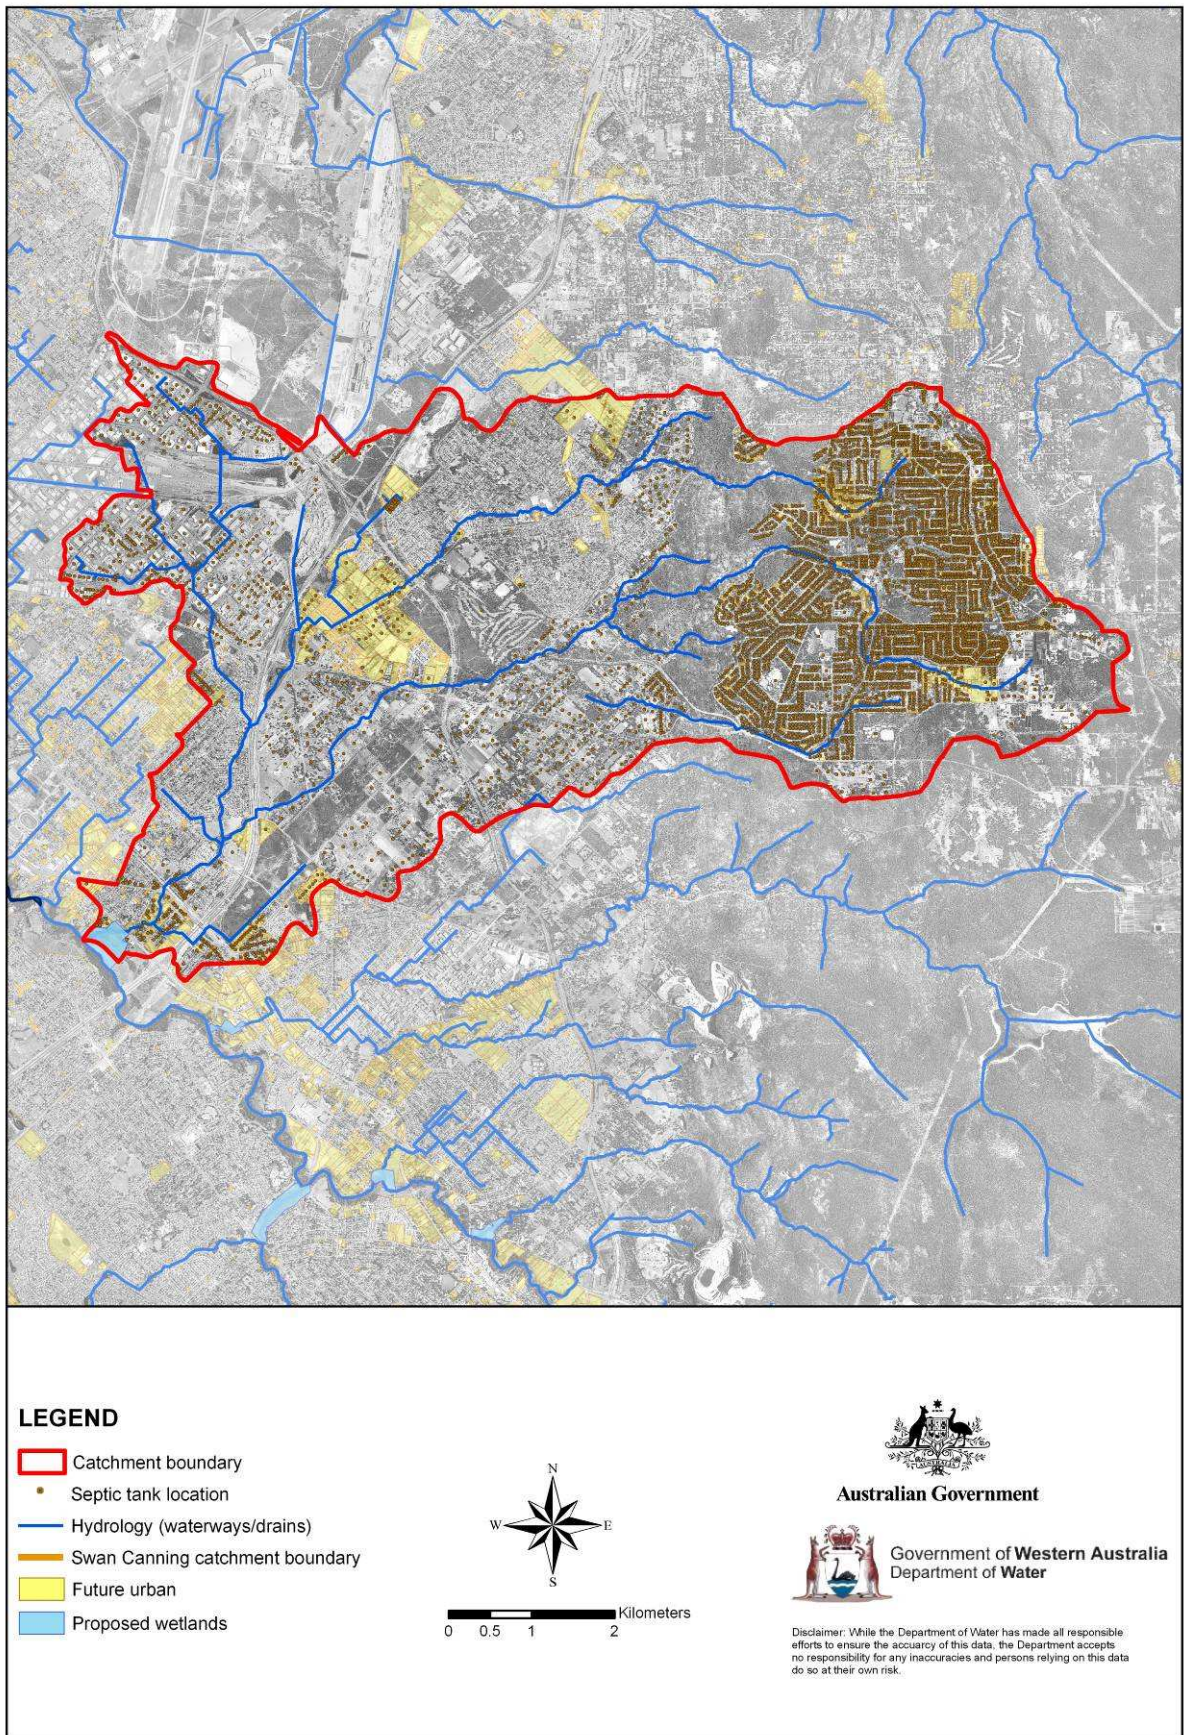 LEGEND
Catchment boundary
Septic tank location
Hydrology (waterways/drains)
Swan Canning catchment boundary
Future urban
Proposed wetlands
N
W
E
S
Kilometers
0 0.5 1 2
AUSTRALIA
Australian Government
Government of Western Australia
Department of Water
Disclaimer: While the Department of Water has made all responsible
efforts to ensure the accuarcy of this data, the Department accepts
no responsibility for any inaccuracies and persons relying on this data
do so at their own risk.